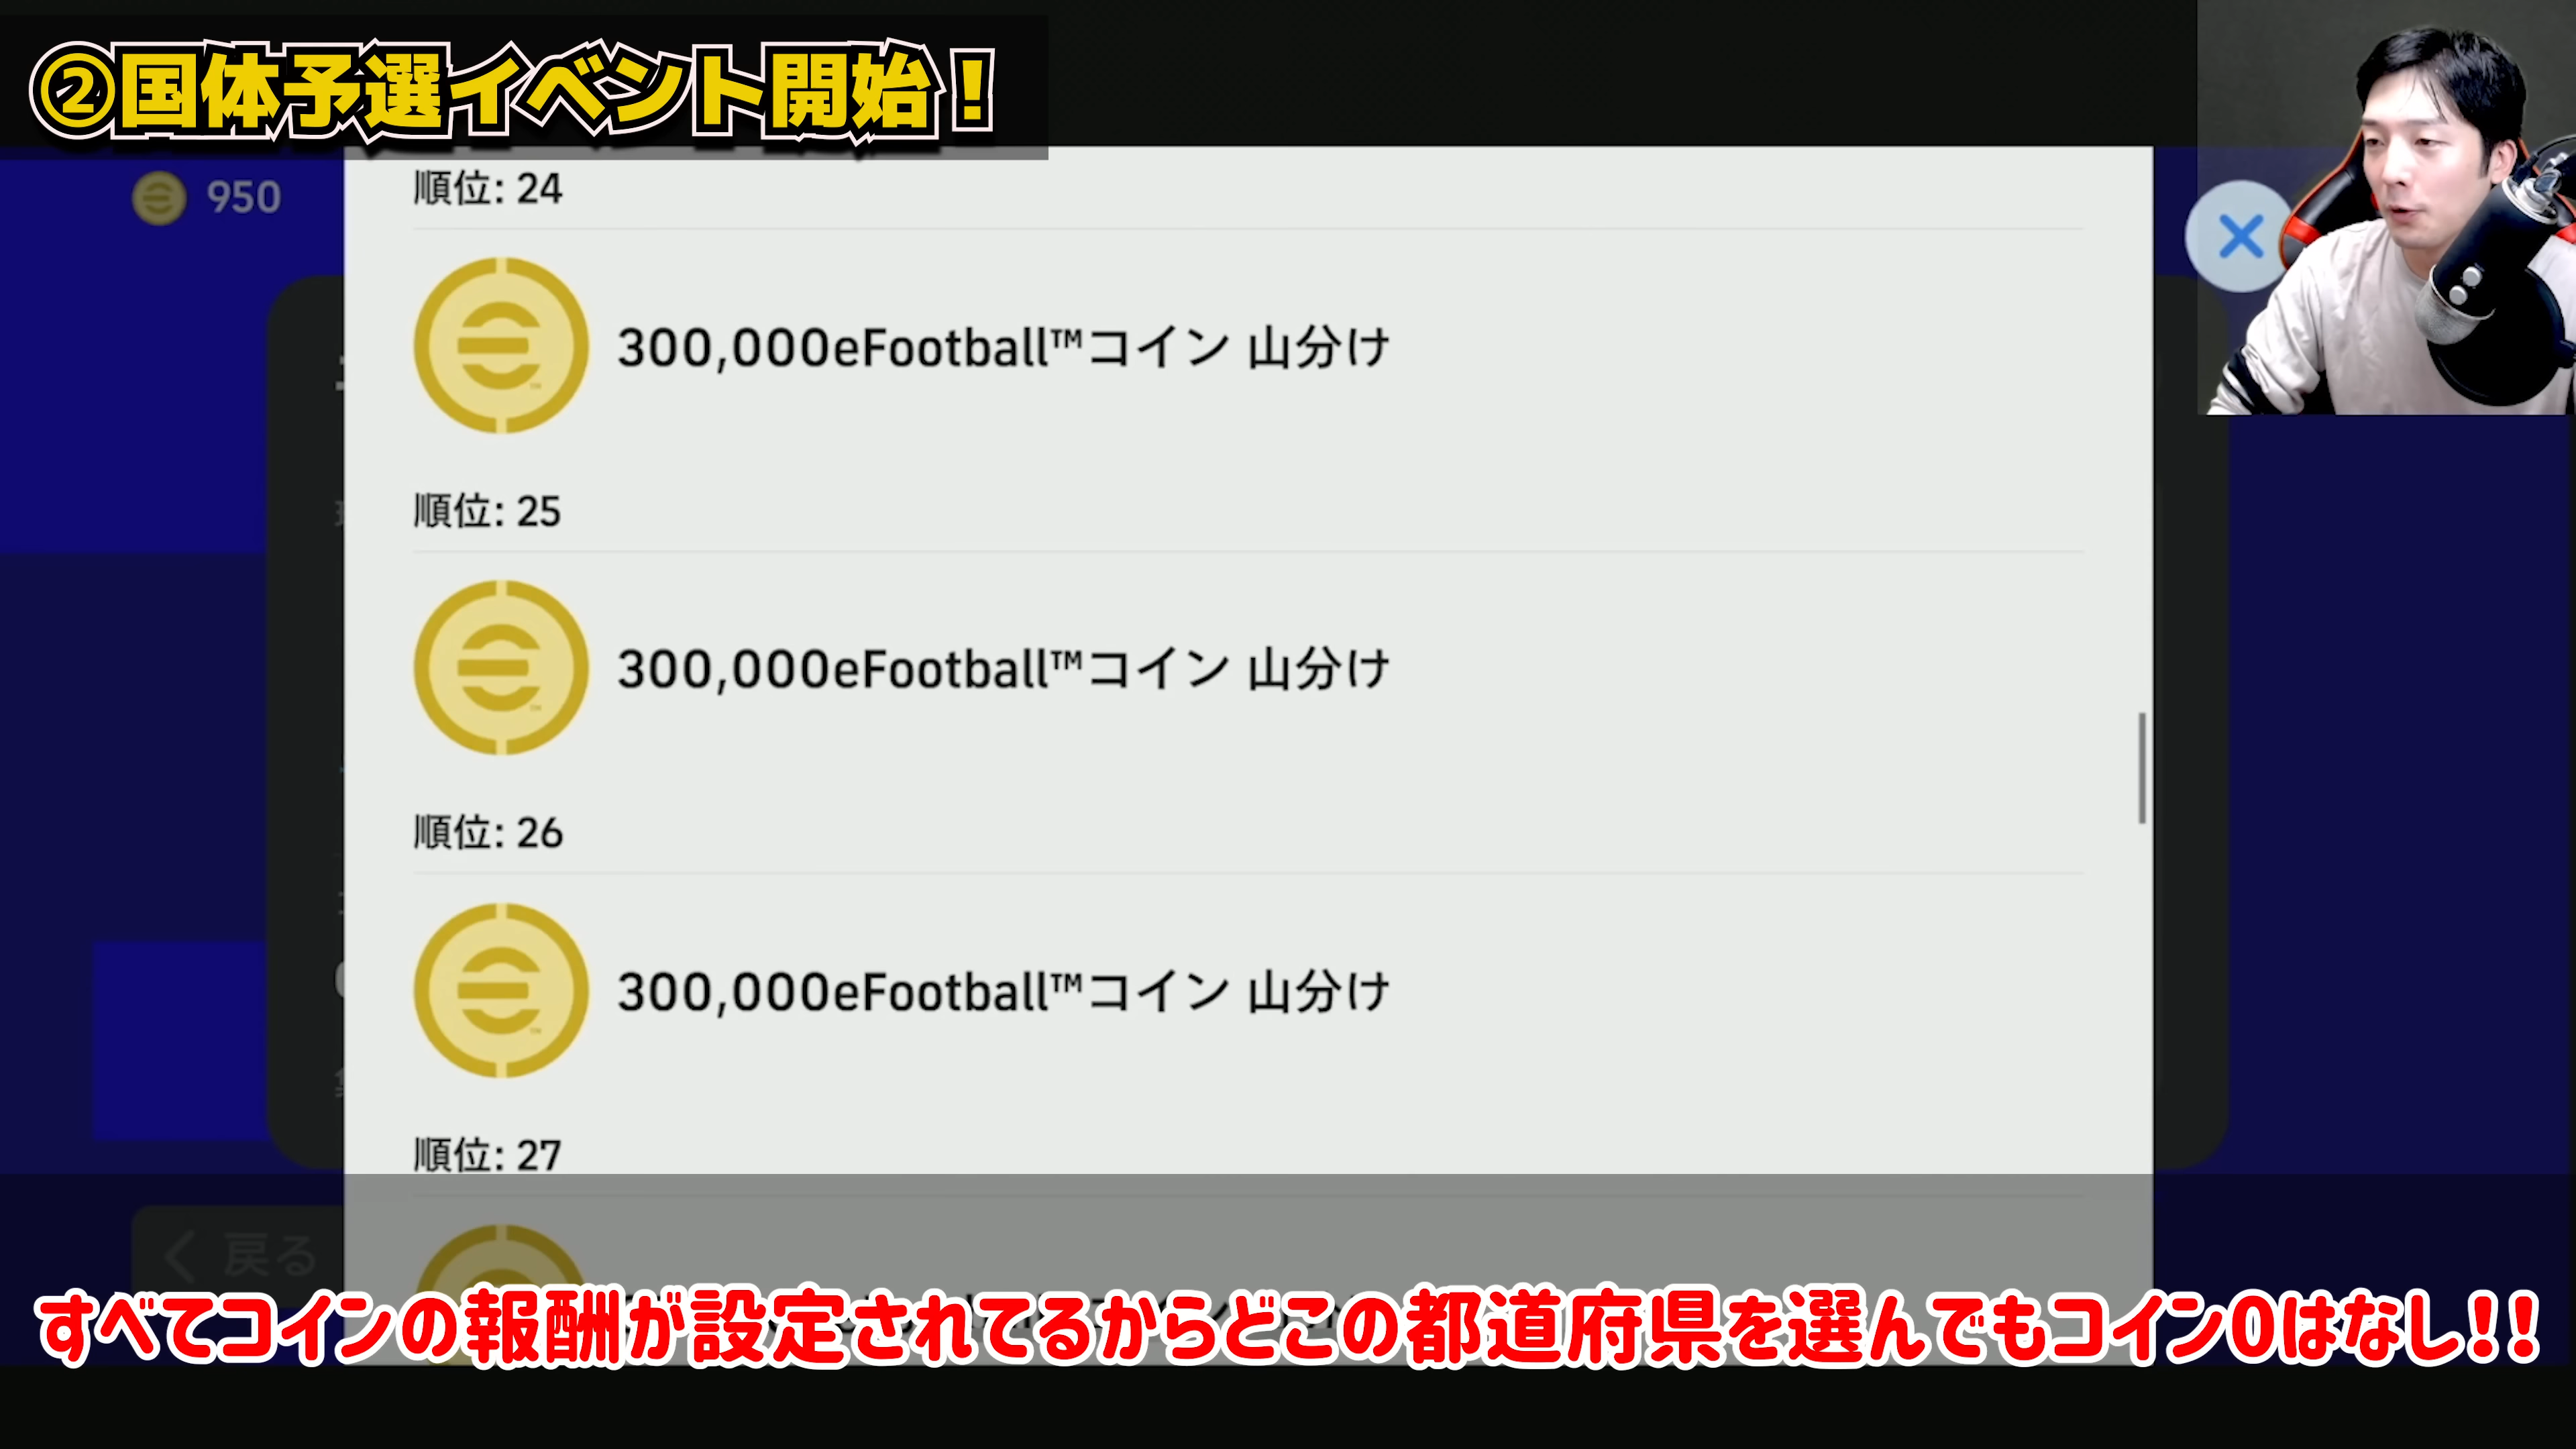 ②国体予選イベント開始！
950
順位: 24
300,000eFootball™コイン 山分け
順位: 25
300,000eFootball™コイン 山分け
順位: 26
300,000eFootball™コイン 山分け
順位: 27
戻る
すべてコインの報酬が設定されてるからどこの都道府県を選んでもコイン0はなし!!